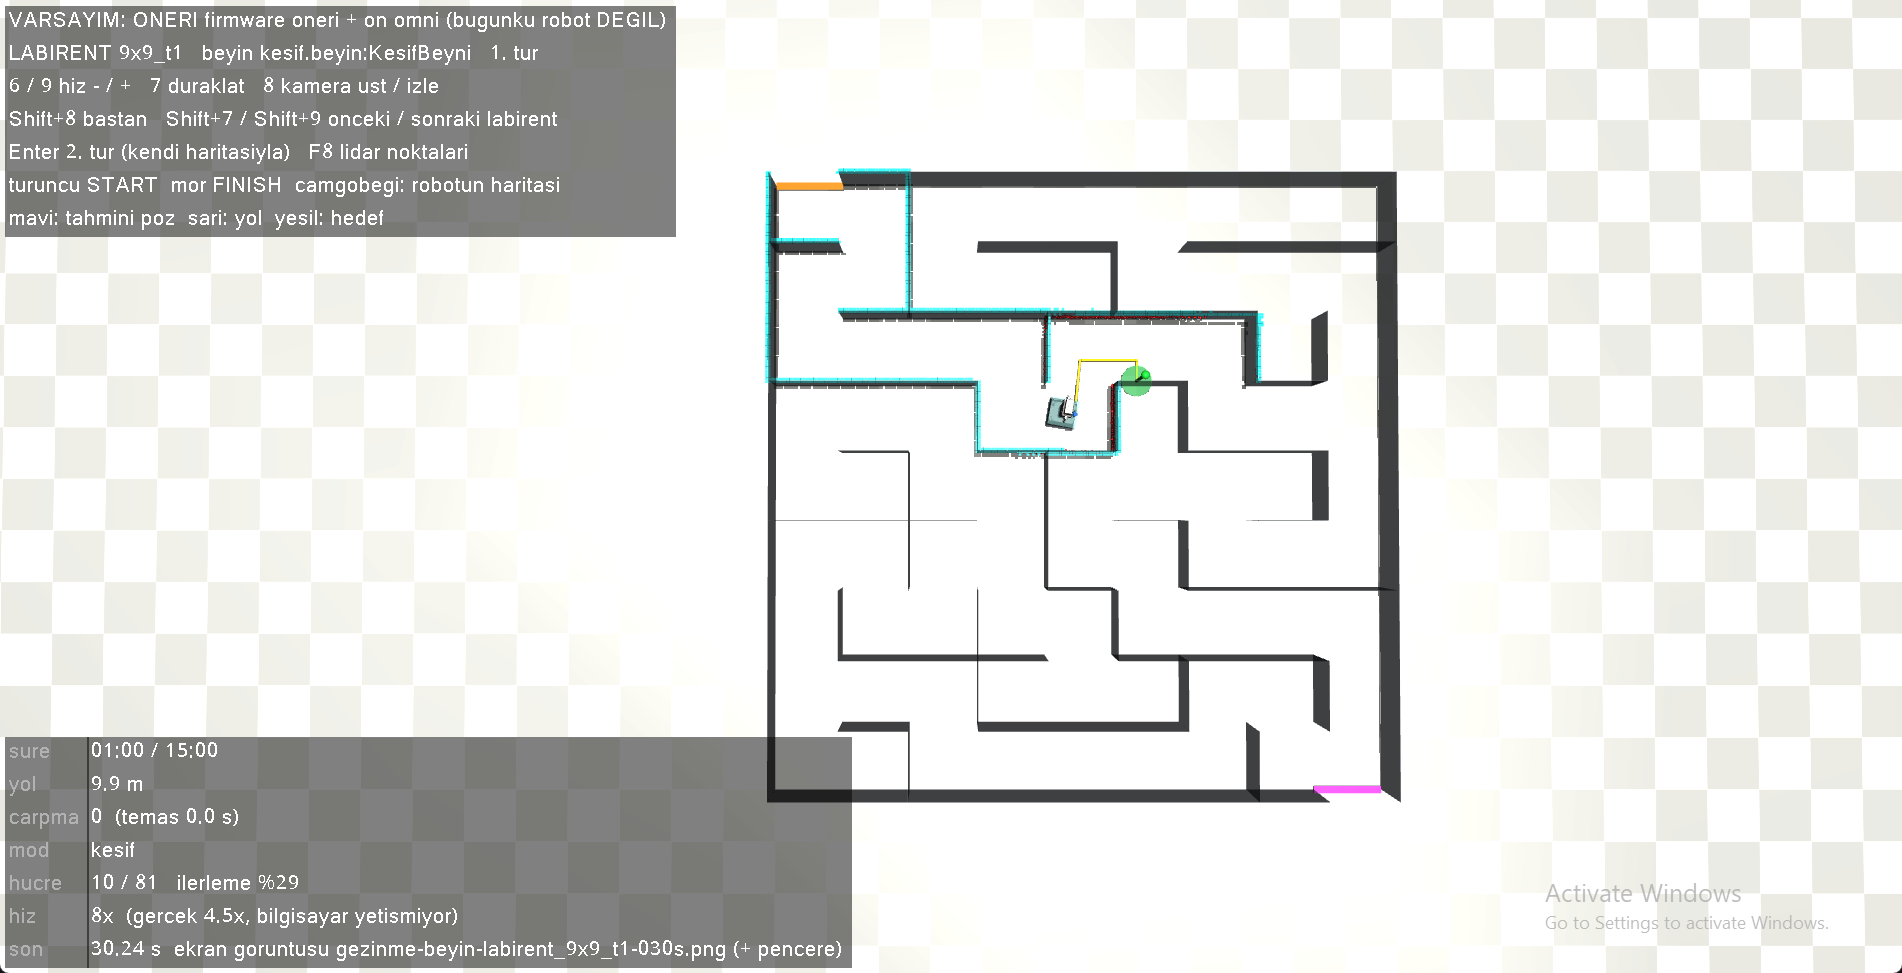 VARSAYIM: ONERI firmware oneri + on omni (bugunku robot DEGIL)
LABIRENT 9x9_t1 beyin kesif.beyin:KesifBeyni 1. tur
6 / 9 hiz - / + 7 duraklat 8 kamera ust / izle
Shift+8 bastan Shift+7 / Shift+9 onceki / sonraki labirent
Enter 2. tur (kendi haritasiyla) F8 lidar noktalari
turuncu START mor FINISH camgobegi: robotun haritasi
mavi: tahmini poz sari: yol yesil: hedef
sure 01:00 / 15:00
yol 9.9 m
carpma 0 (temas 0.0 s)
mod kesif
hucre 10 / 81 ilerleme %29
hiz 8x (gercek 4.5x, bilgisayar yetismiyor)
son 30.24 s ekran goruntusu gezinme-beyin-labirent_9x9_t1-030s.png (+ pencere)
Activate Windows
Go to Settings to activate Windows.